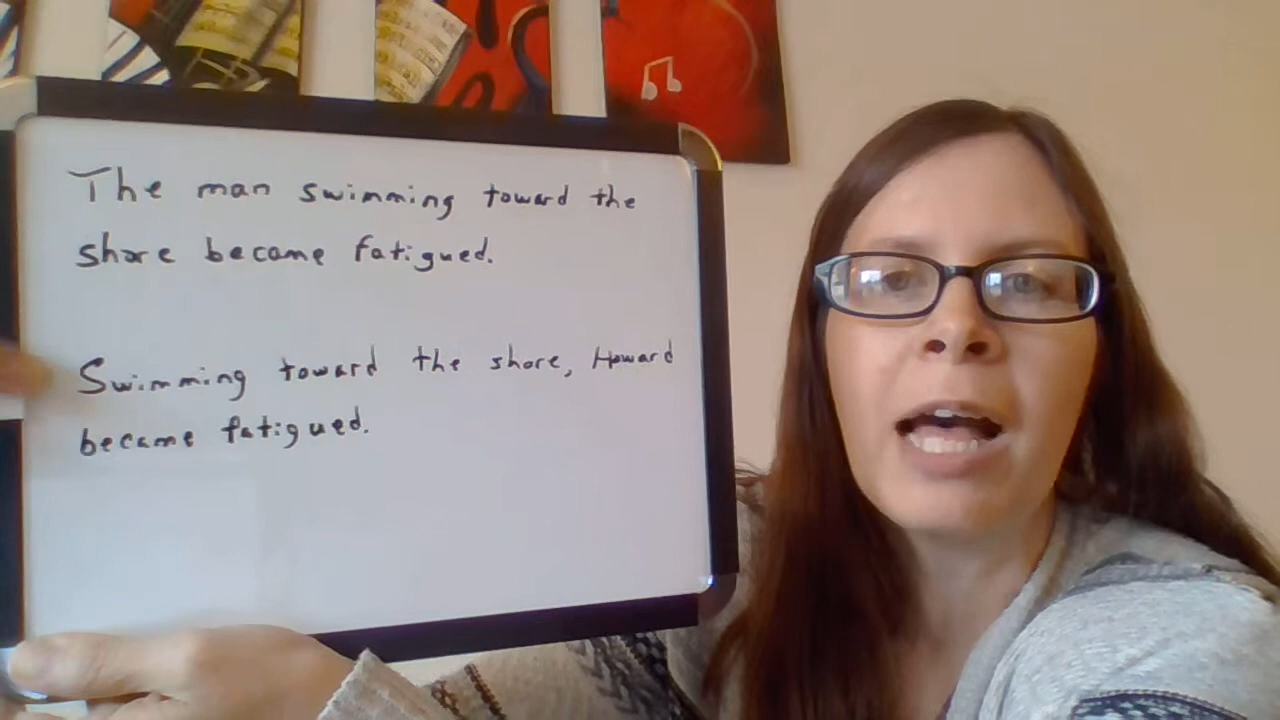 The man swimming toward the
shore became fatigued.
Swimming toward the shore, Howard
became fatigued.